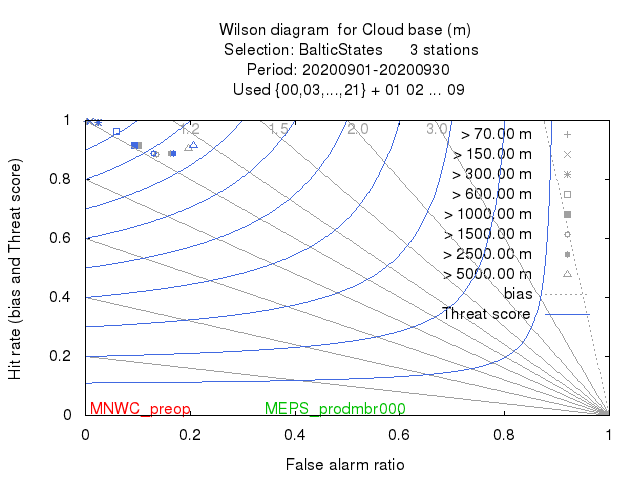 Wilson diagram  for Cloud base (m)
Selection: BalticStates      3 stations
Period: 20200901-20200930
Used {00,03,...,21} + 01 02 ... 09
Hit rate (bias and Threat score)
1
0.8
0.6
0.4
0.2
0
1.2
1.5
2.0
3.0
> 70.00 m
> 150.00 m
> 300.00 m
> 600.00 m
> 1000.00 m
> 1500.00 m
> 2500.00 m
> 5000.00 m
bias
Threat score
MNWC_preop
MEPS_prodmbr000
0 0.2 0.4 0.6 0.8 1
False alarm ratio